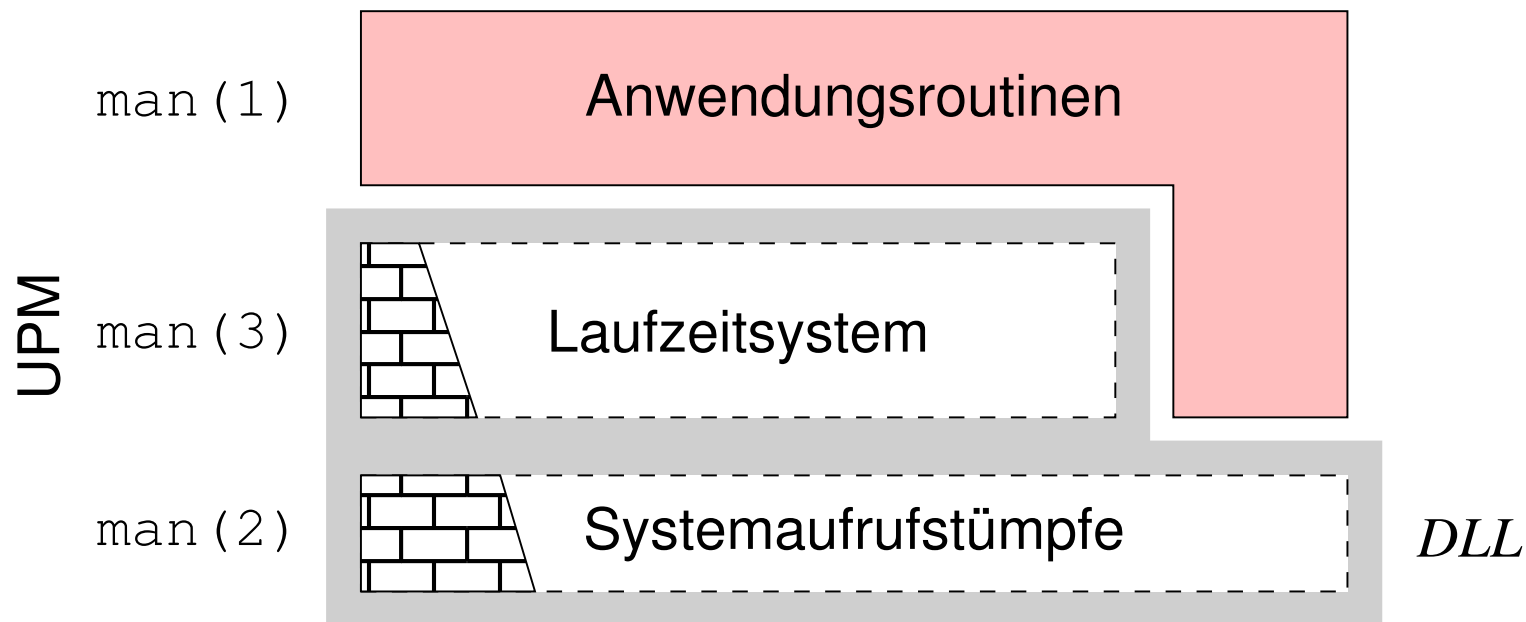 man(1)
Anwendungsroutinen
UPM
man(3)
Laufzeitsystem
man(2)
Systemaufrufstümpfe
DLL